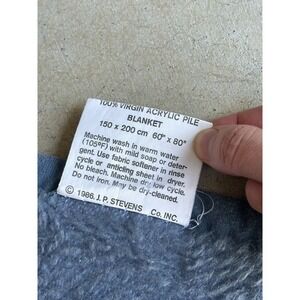 100% VIRGIN ACRYLIC PILE
BLANKET
150 x 200 cm 60" x 80"
Machine wash in warm water
(105ºF) with mild soap or deter-
gent. Use fabric softener in rinse
cycle or anticling sheet in dryer.
No bleach. Machine dry low cycle.
Do not iron. May be dry-cleaned.
© 1986, J. P. STEVENS Co. INC.